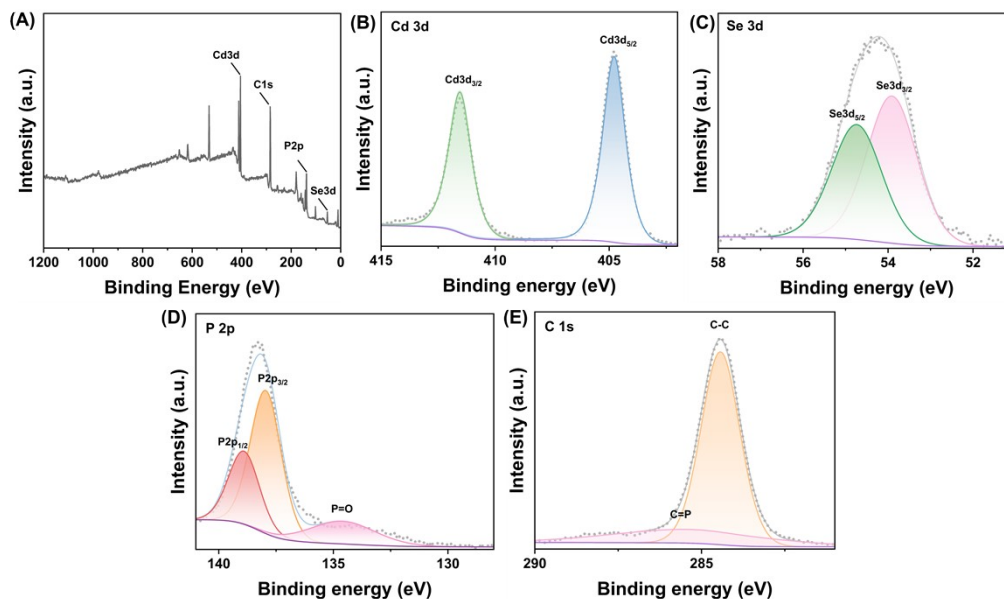 (A)
Intensity (a.u.)
Cd3d
C1s
P2p
Se3d
1200 1000 800 600 400 200 0
Binding Energy (eV)
(B)
Cd 3d
Intensity (a.u.)
Cd3d3/2
Cd3d5/2
415 410 405
Binding energy (eV)
(C)
Se 3d
Intensity (a.u.)
Se3d5/2
Se3d3/2
58 56 54 52
Binding energy (eV)
(D)
P 2p
Intensity (a.u.)
P2p1/2
P2p3/2
P=O
140 135 130
Binding energy (eV)
(E)
C 1s
Intensity (a.u.)
C-C
C=P
290 285
Binding energy (eV)